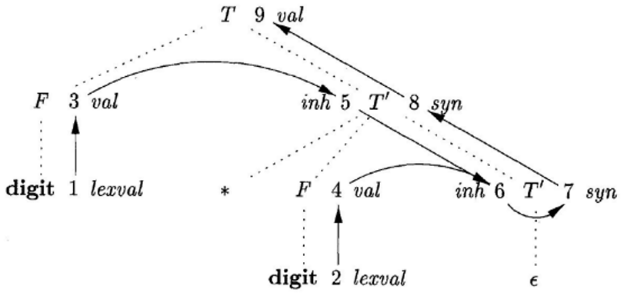 T 9 val
F 3 val inh 5 T' 8 syn
digit 1 lexval * F 4 val inh 6 T' 7 syn
digit 2 lexval ϵ